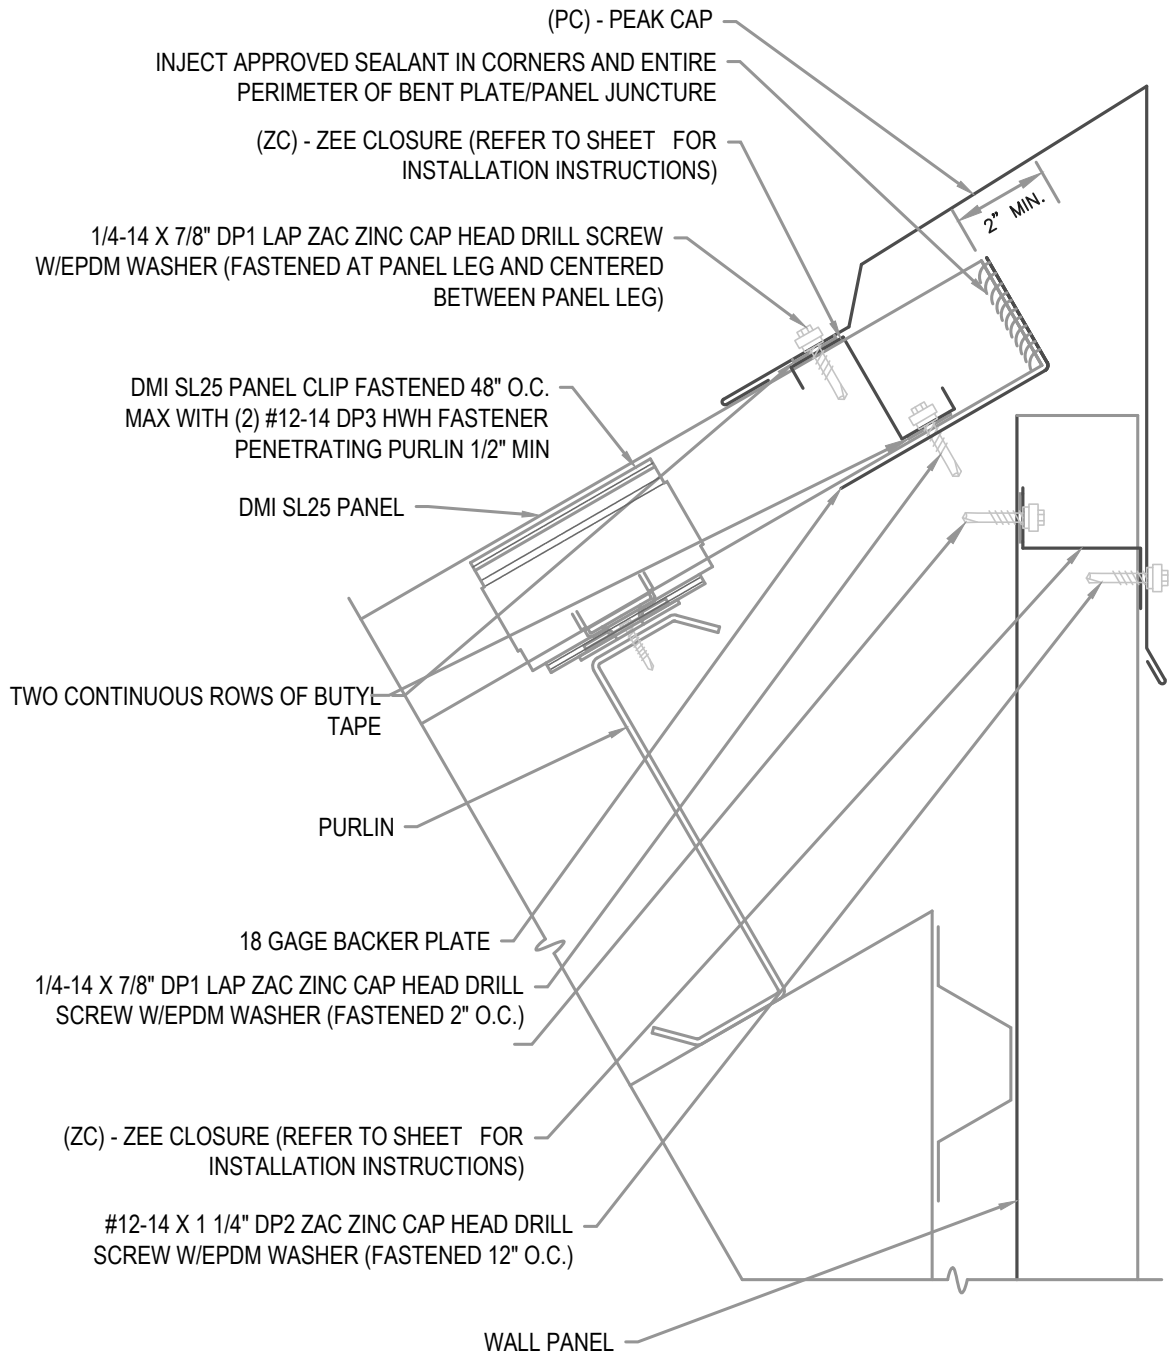 (PC) - PEAK CAP
INJECT APPROVED SEALANT IN CORNERS AND ENTIRE
PERIMETER OF BENT PLATE/PANEL JUNCTURE
(ZC) - ZEE CLOSURE (REFER TO SHEET   FOR
INSTALLATION INSTRUCTIONS)
2" MIN.
1/4-14 X 7/8" DP1 LAP ZAC ZINC CAP HEAD DRILL SCREW
W/EPDM WASHER (FASTENED AT PANEL LEG AND CENTERED
BETWEEN PANEL LEG)
DMI SL25 PANEL CLIP FASTENED 48" O.C.
MAX WITH (2) #12-14 DP3 HWH FASTENER
PENETRATING PURLIN 1/2" MIN
DMI SL25 PANEL
TWO CONTINUOUS ROWS OF BUTYL
TAPE
PURLIN
18 GAGE BACKER PLATE
1/4-14 X 7/8" DP1 LAP ZAC ZINC CAP HEAD DRILL
SCREW W/EPDM WASHER (FASTENED 2" O.C.)
(ZC) - ZEE CLOSURE (REFER TO SHEET   FOR
INSTALLATION INSTRUCTIONS)
#12-14 X 1 1/4" DP2 ZAC ZINC CAP HEAD DRILL
SCREW W/EPDM WASHER (FASTENED 12" O.C.)
WALL PANEL